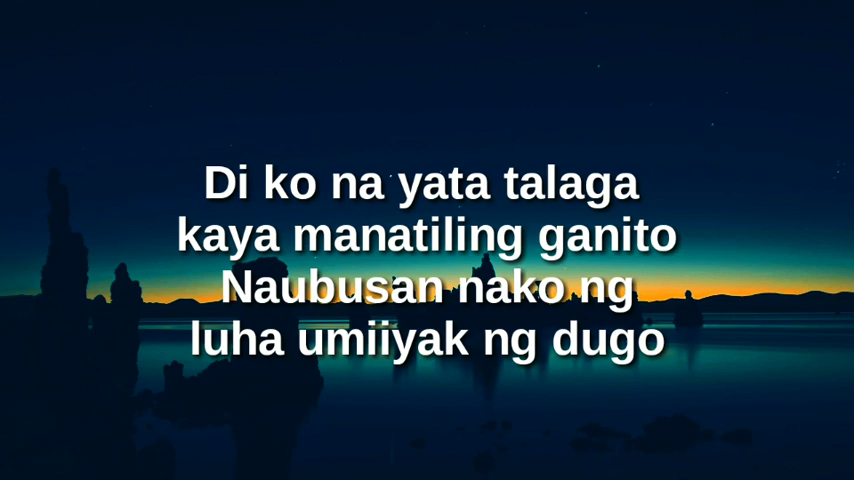 Di ko na yata talaga
kaya manatiling ganito
Naubusan nako ng
luha umiiyak ng dugo